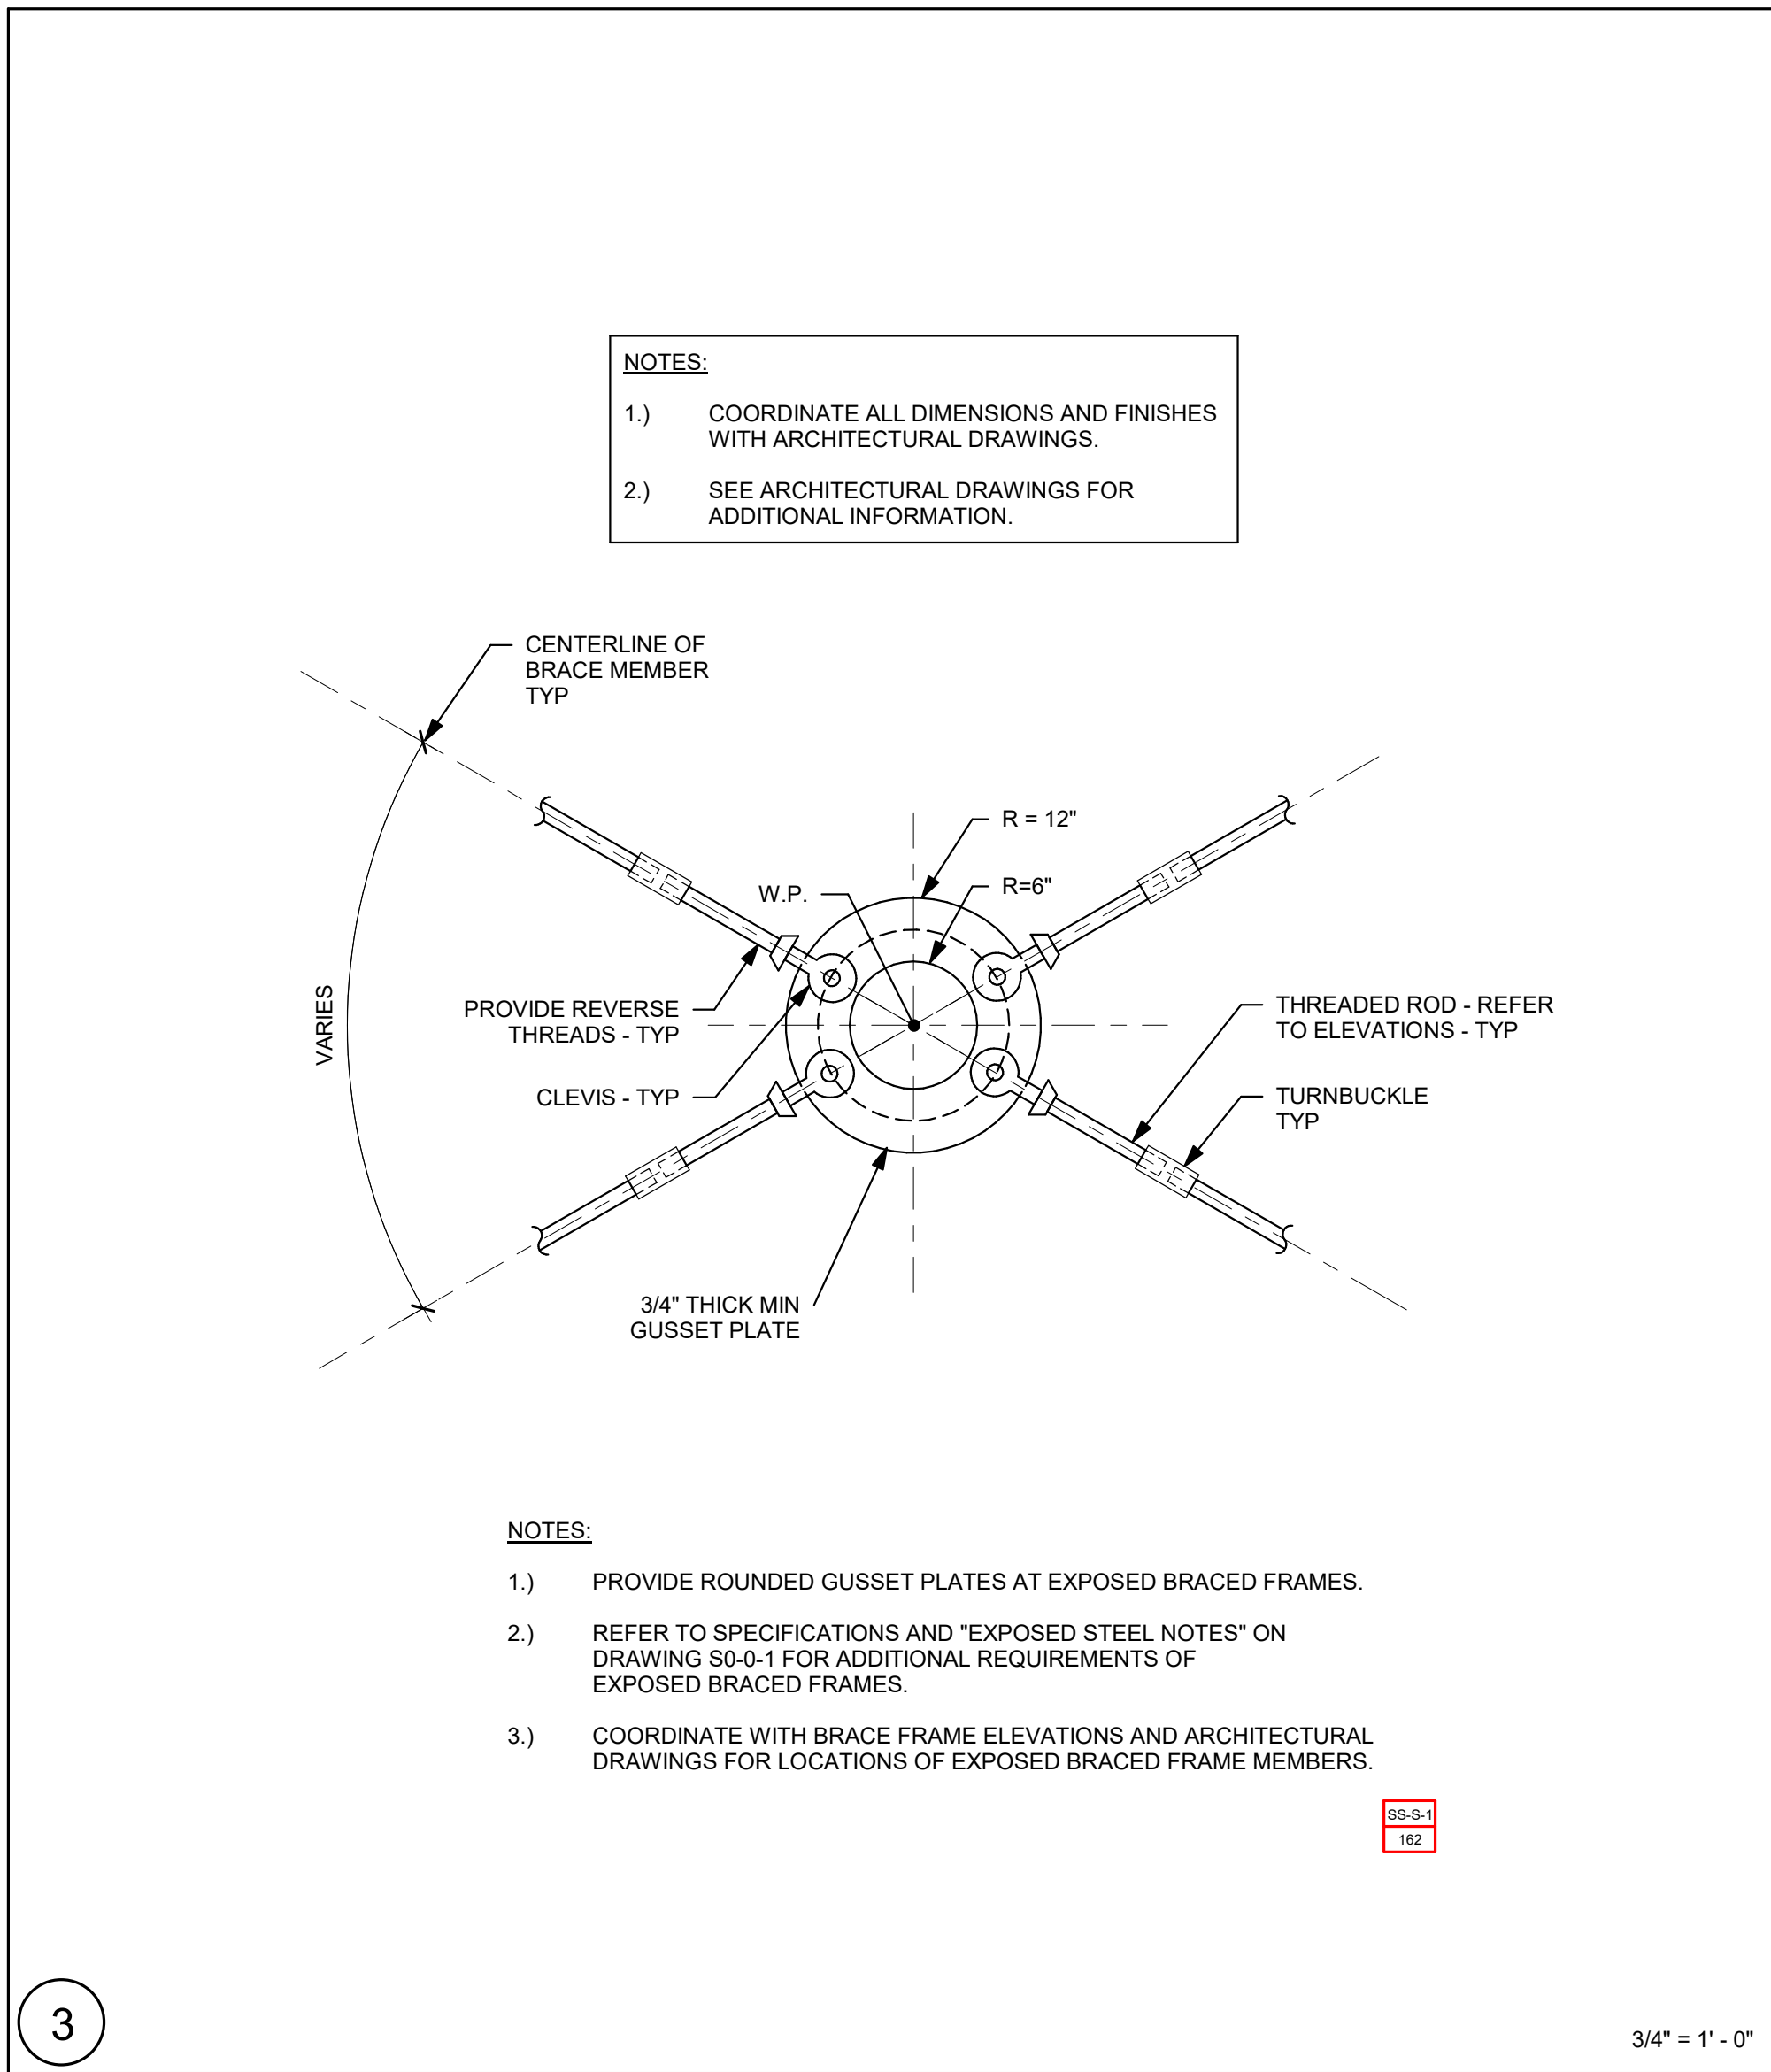 NOTES:
1.) COORDINATE ALL DIMENSIONS AND FINISHES
WITH ARCHITECTURAL DRAWINGS.
2.) SEE ARCHITECTURAL DRAWINGS FOR
ADDITIONAL INFORMATION.
CENTERLINE OF
BRACE MEMBER
TYP
R = 12"
R=6"
W.P.
VARIES
PROVIDE REVERSE
THREADS - TYP
CLEVIS - TYP
THREADED ROD - REFER
TO ELEVATIONS - TYP
TURNBUCKLE
TYP
3/4" THICK MIN
GUSSET PLATE
NOTES:
1.) PROVIDE ROUNDED GUSSET PLATES AT EXPOSED BRACED FRAMES.
2.) REFER TO SPECIFICATIONS AND "EXPOSED STEEL NOTES" ON
DRAWING S0-0-1 FOR ADDITIONAL REQUIREMENTS OF
EXPOSED BRACED FRAMES.
3.) COORDINATE WITH BRACE FRAME ELEVATIONS AND ARCHITECTURAL
DRAWINGS FOR LOCATIONS OF EXPOSED BRACED FRAME MEMBERS.
SS-S-1
162
3
3/4" = 1' - 0"